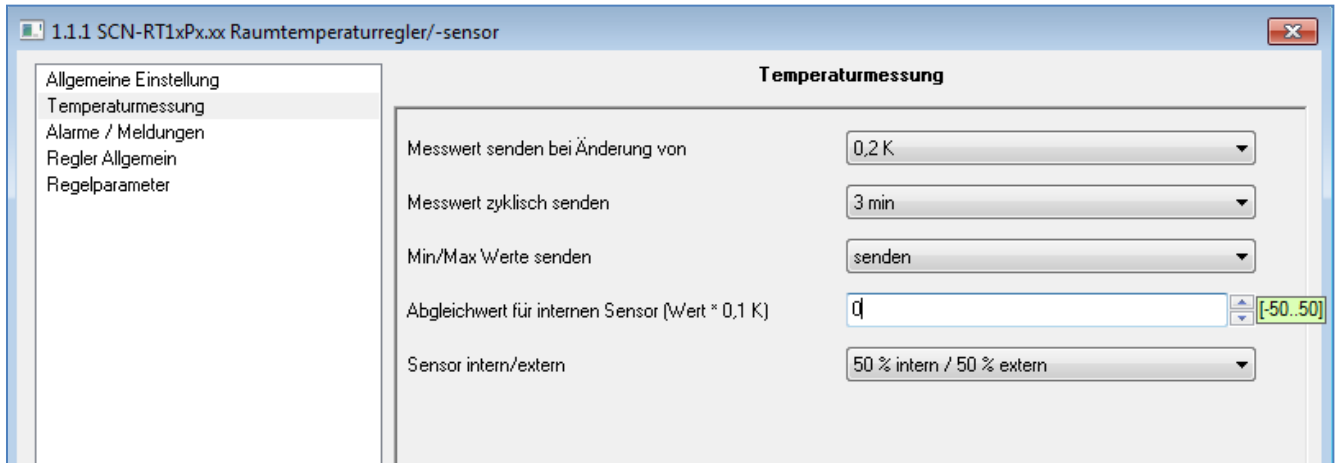 1.1.1 SCN-RT1xPx.xx Raumtemperaturregler/-sensor
Allgemeine Einstellung
Temperaturmessung
Alarme / Meldungen
Regler Allgemein
Regelparameter
Temperaturmessung
Messwert senden bei Änderung von
0,2 K
Messwert zyklisch senden
3 min
Min/Max Werte senden
senden
Abgleichwert für internen Sensor (Wert * 0,1 K)
0
[-50..50]
Sensor intern/extern
50 % intern / 50 % extern